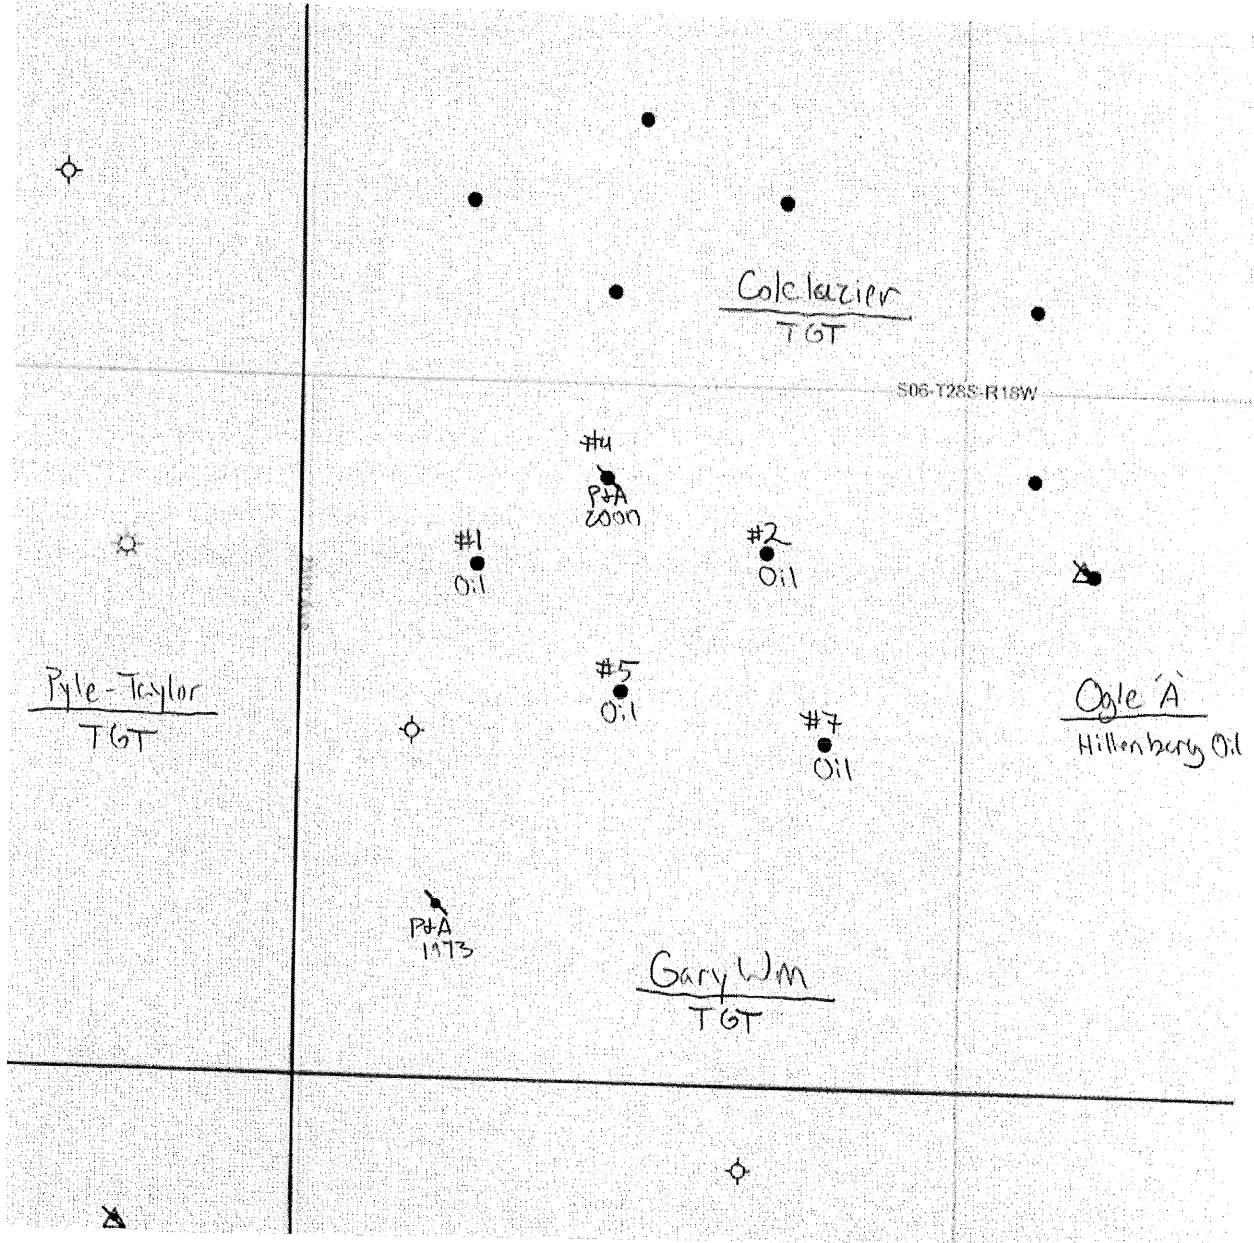 Colclazier
TGT
S06-T28S-R18W
#4
P&A
2000
#1
Oil
#2
Oil
#5
Oil
#7
Oil
Pyle-Taylor
TGT
Ogle "A"
Hillenburg Oil
P&A
1973
Gary Wm
TGT